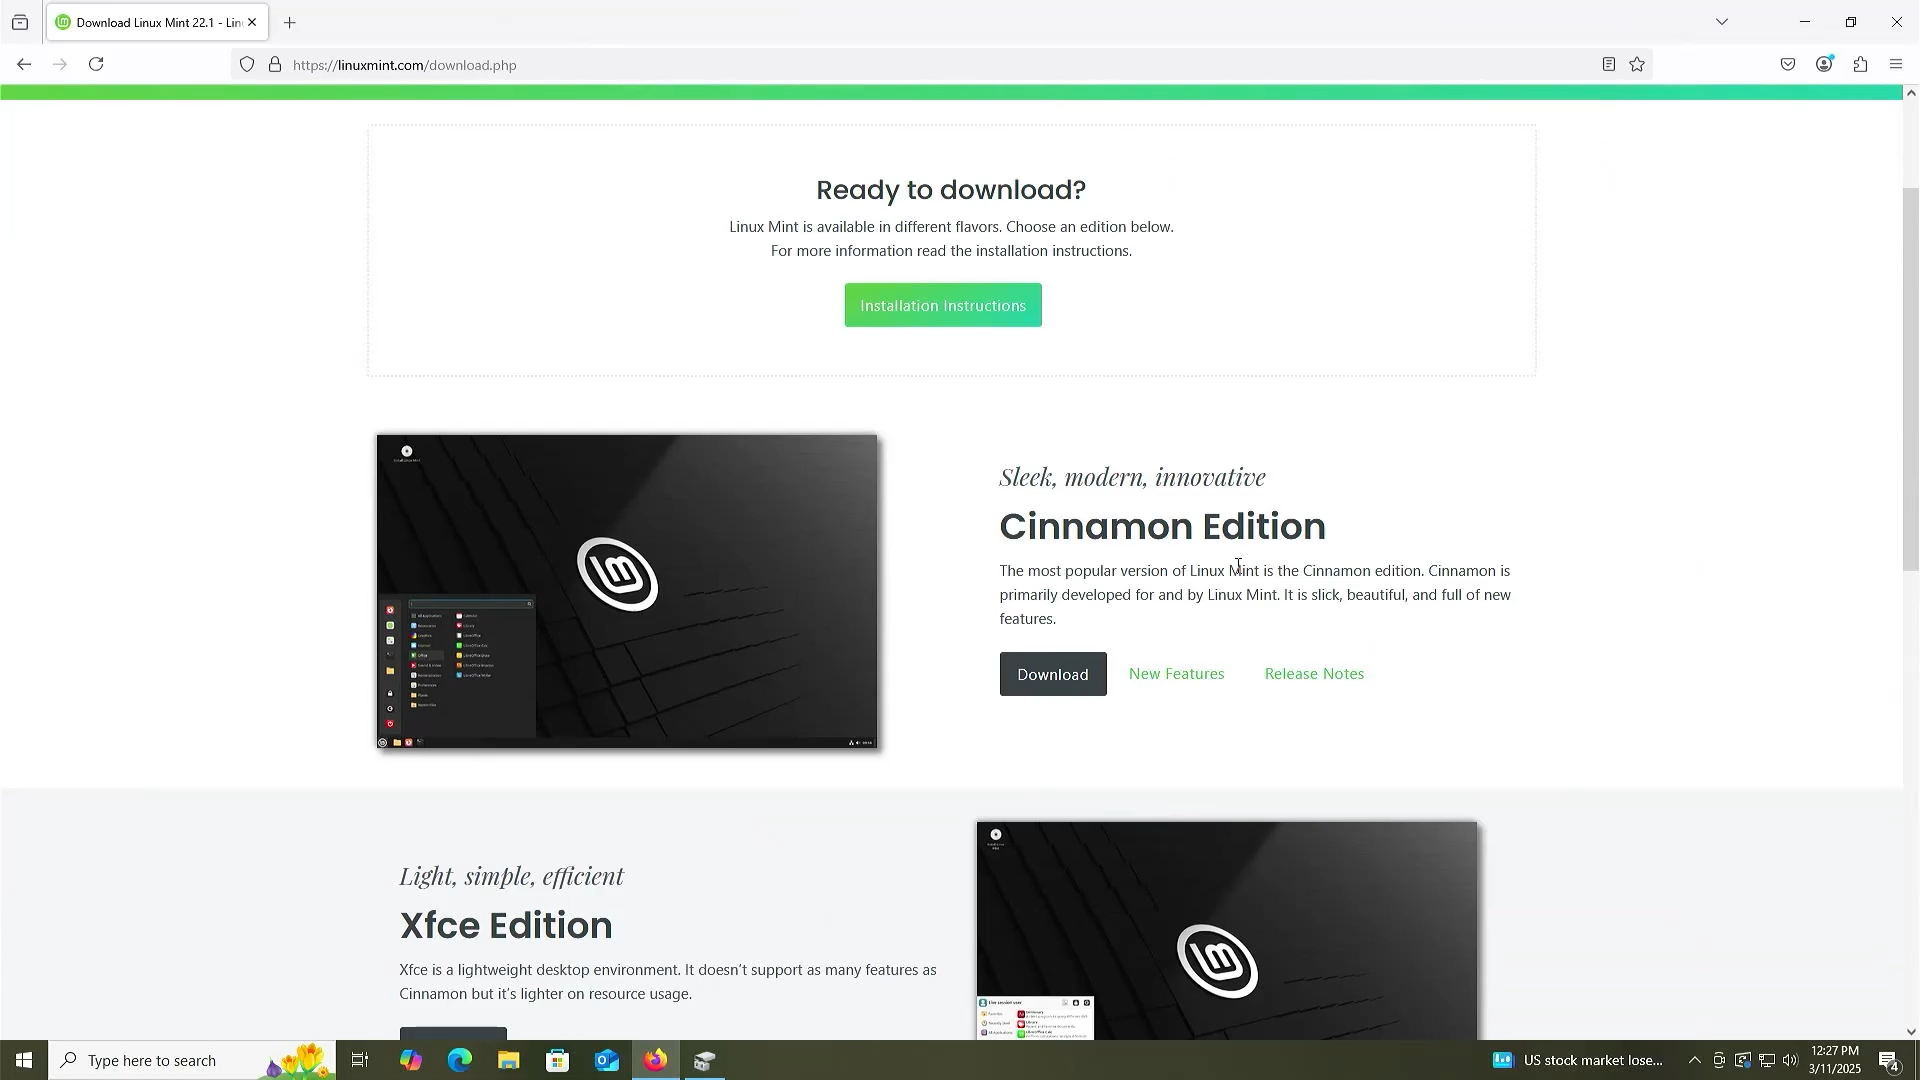 Download Linux Mint 22.1 - Lin
https://linuxmint.com/download.php
Ready to download?
Linux Mint is available in different flavors. Choose an edition below.
For more information read the installation instructions.
Installation Instructions
Sleek, modern, innovative
Cinnamon Edition
The most popular version of Linux Mint is the Cinnamon edition. Cinnamon is
primarily developed for and by Linux Mint. It is slick, beautiful, and full of new
features.
Download
New Features
Release Notes
Light, simple, efficient
Xfce Edition
Xfce is a lightweight desktop environment. It doesn't support as many features as
Cinnamon but it's lighter on resource usage.
Type here to search
US stock market lose...
12:27 PM
3/11/2025
4